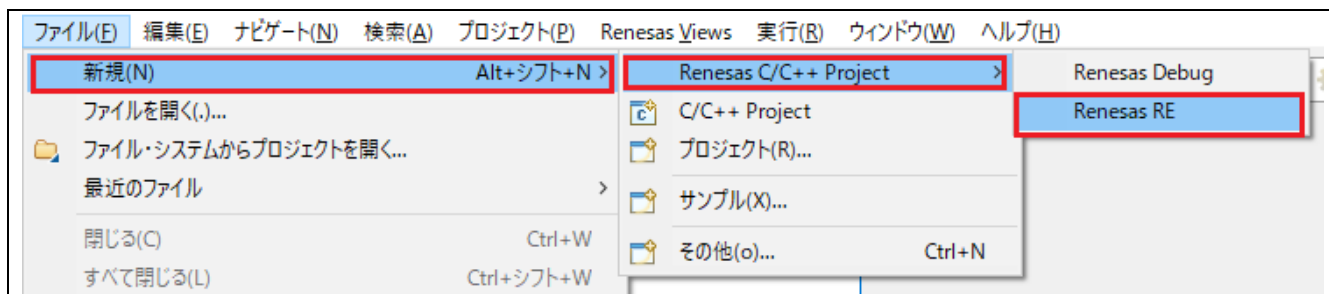 ファイル(F) 編集(E) ナビゲート(N) 検索(A) プロジェクト(P) Renesas Views 実行(R) ウィンドウ(W) ヘルプ(H)
新規(N) Alt+シフト+N >
ファイルを開く(.)...
ファイル・システムからプロジェクトを開く...
最近のファイル >
閉じる(C) Ctrl+W
すべて閉じる(L) Ctrl+シフト+W
Renesas C/C++ Project >
C/C++ Project
プロジェクト(R)...
サンプル(X)...
その他(o)... Ctrl+N
Renesas Debug
Renesas RE